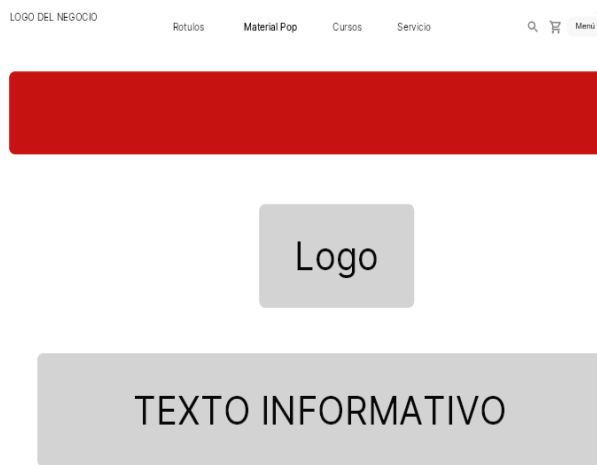 LOGO DEL NEGOCIO
Rotulos Material Pop Cursos Servicio Menú
Logo
TEXTO INFORMATIVO